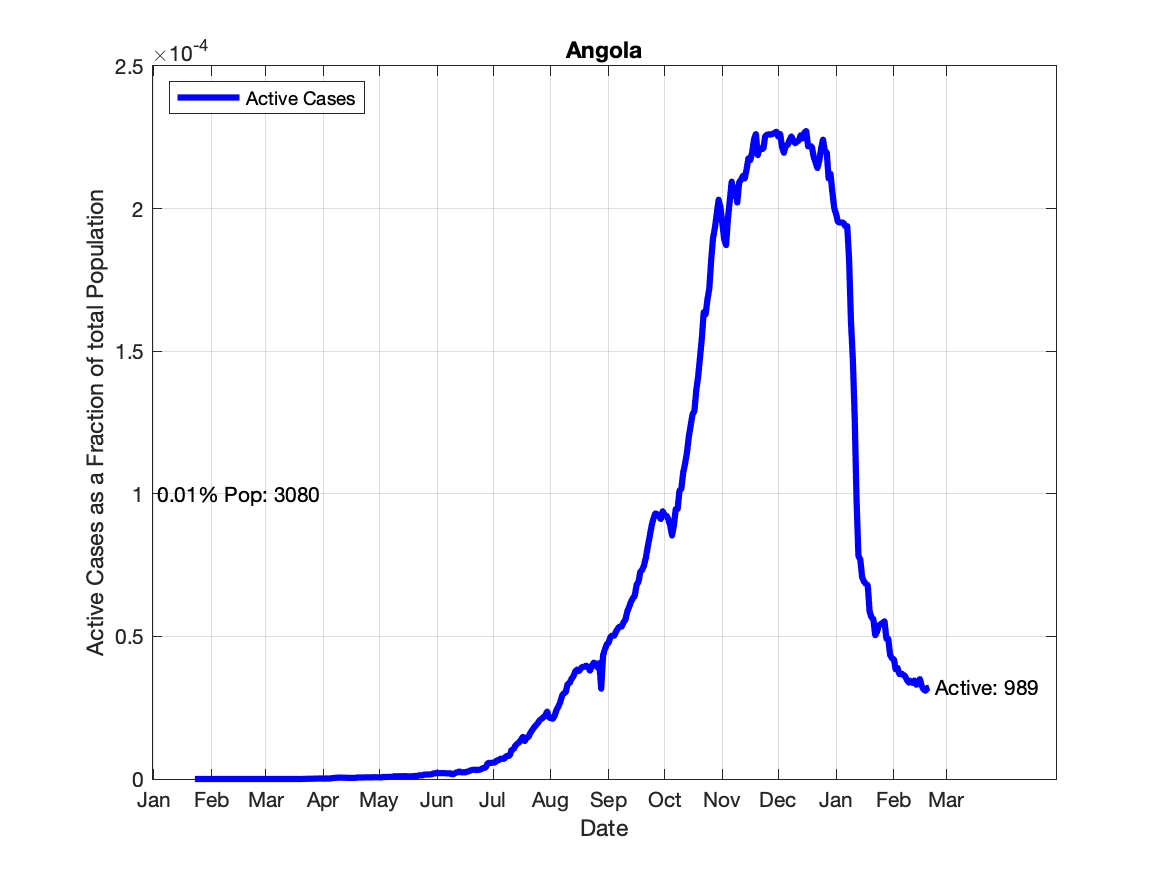 Angola
×10-4
2.5
Active Cases
2
1.5
1
0.01% Pop: 3080
0.5
Active: 989
0
Jan Feb Mar Apr May Jun Jul Aug Sep Oct Nov Dec Jan Feb Mar
Date
Active Cases as a Fraction of total Population